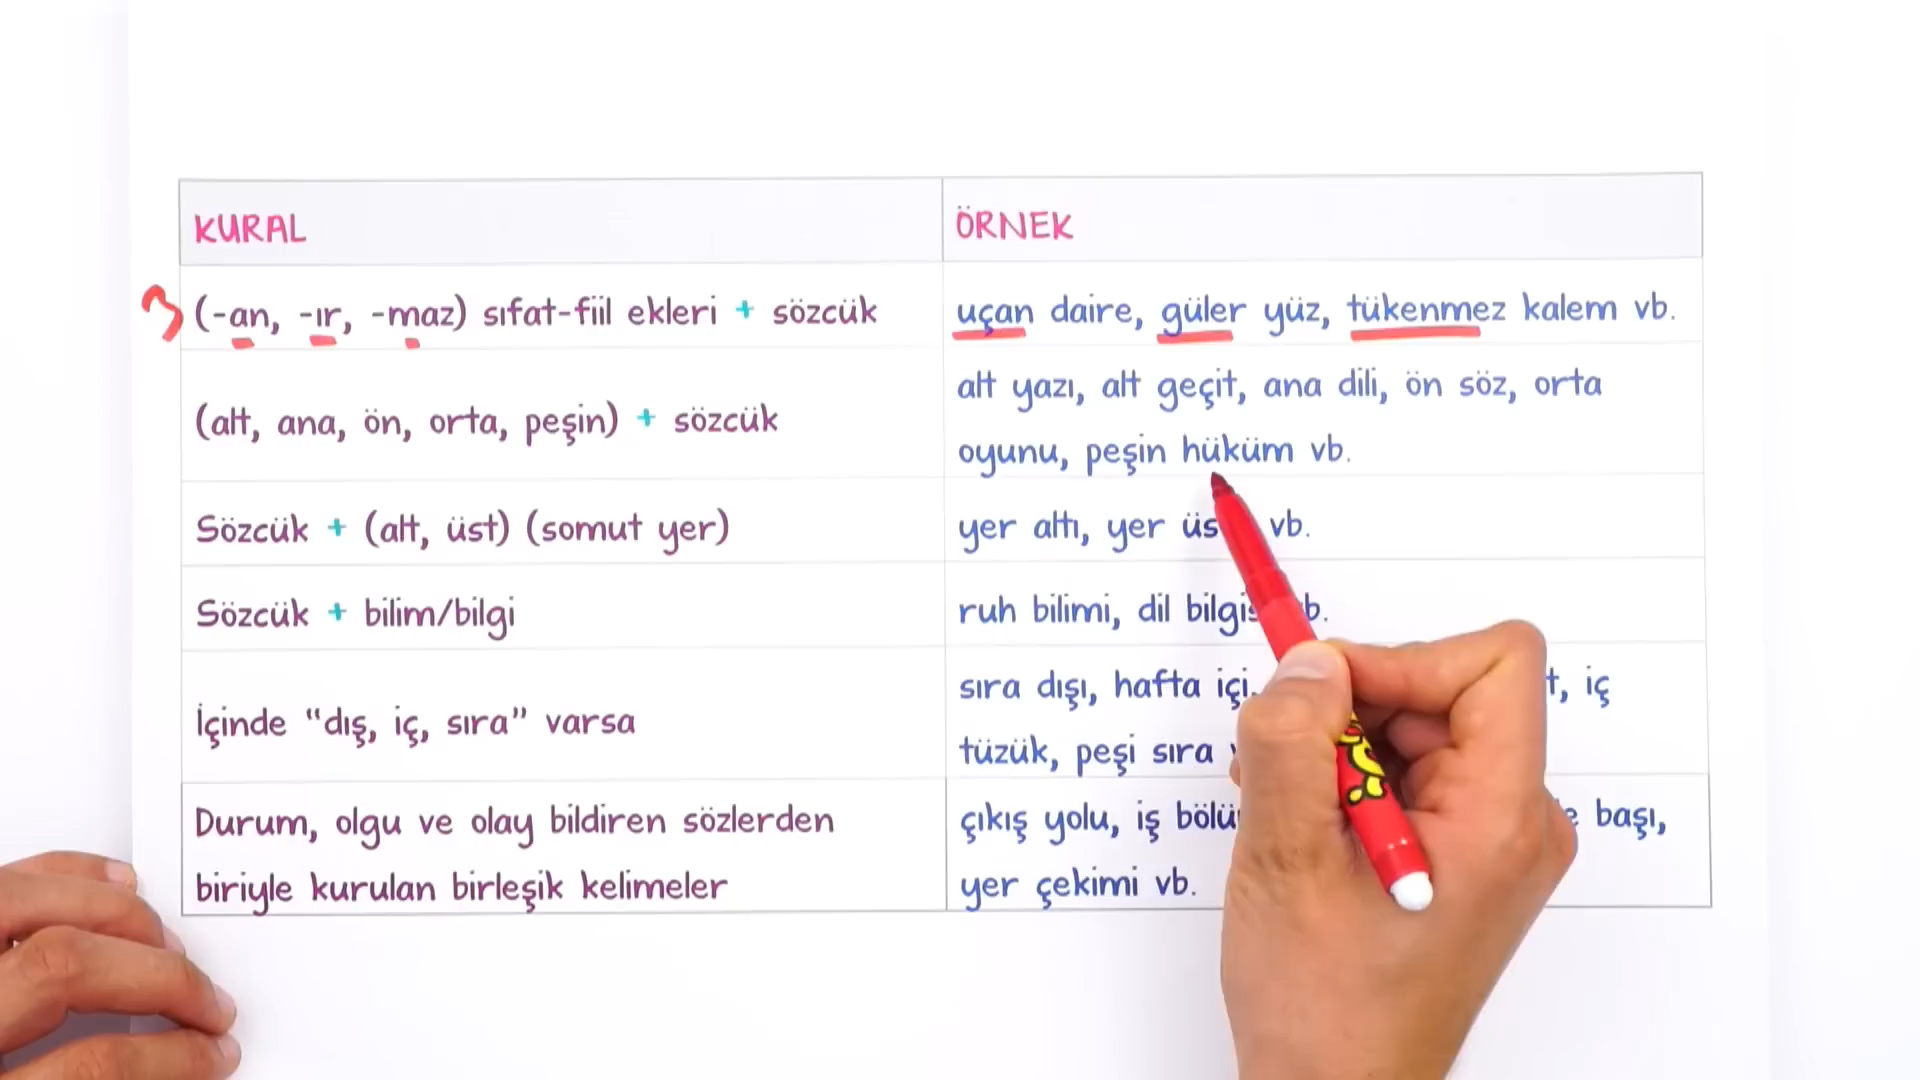 KURAL
ÖRNEK
(-an, -ır, -maz) sıfat-fiil ekleri + sözcük
uçan daire, güler yüz, tükenmez kalem vb.
(alt, ana, ön, orta, peşin) + sözcük
alt yazı, alt geçit, ana dili, ön söz, orta
oyunu, peşin hüküm vb.
Sözcük + (alt, üst) (somut yer)
yer altı, yer vb.
Sözcük + bilim/bilgi
ruh bilimi, dil
İçinde “dış, iç, sıra” varsa
sıra dışı, hafta içi, iç
tüzük, peşi sıra
Durum, olgu ve olay bildiren sözlerden
biriyle kurulan birleşik kelimeler
çıkış yolu, iş başı,
yer çekimi vb.